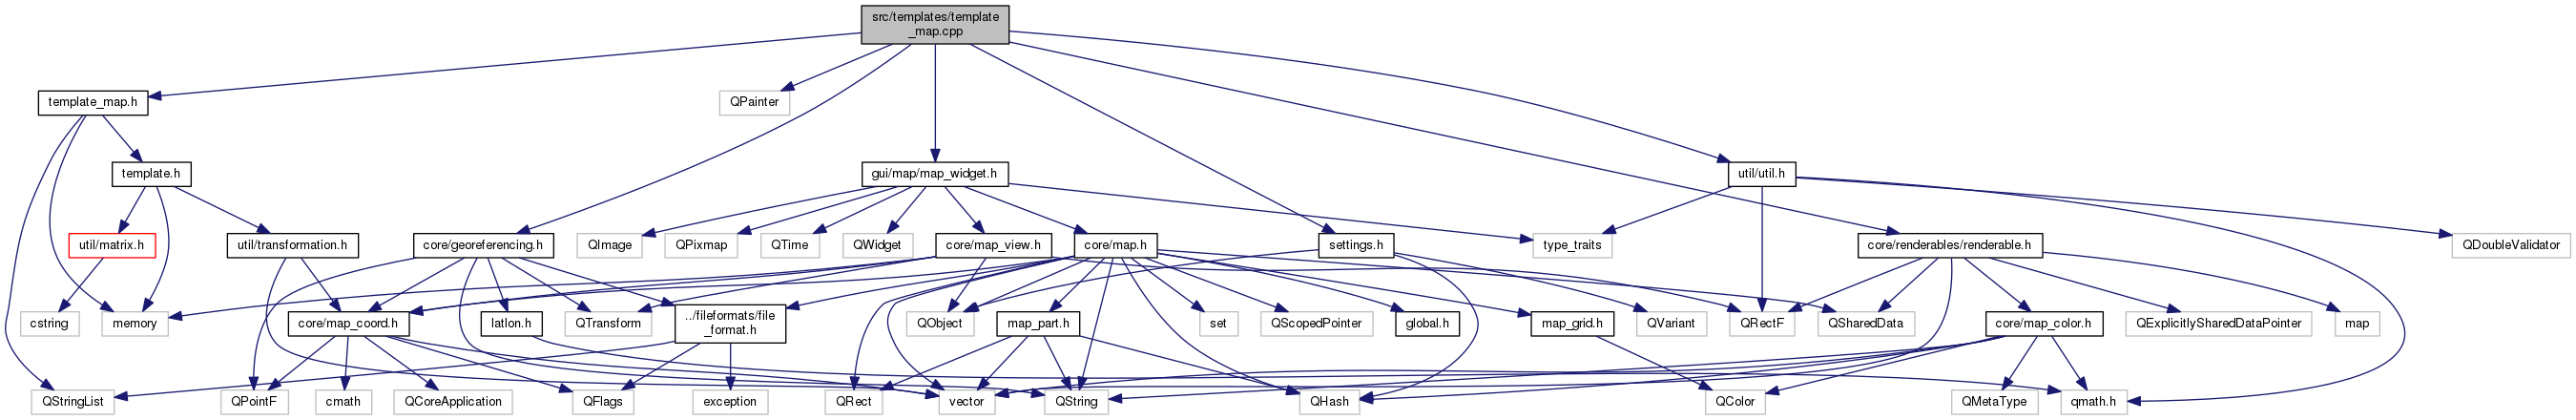 src/templates/template
_map.cpp
template_map.h
QPainter
template.h
gui/map/map_widget.h
util/util.h
util/matrix.h
util/transformation.h
core/georeferencing.h
QImage
QPixmap
QTime
QWidget
core/map_view.h
core/map.h
settings.h
type_traits
core/renderables/renderable.h
QDoubleValidator
cstring
memory
core/map_coord.h
latlon.h
QTransform
../fileformats/file
_format.h
QObject
map_part.h
set
QScopedPointer
global.h
map_grid.h
QVariant
QRectF
QSharedData
core/map_color.h
QExplicitlySharedDataPointer
map
QStringList
QPointF
cmath
QCoreApplication
QFlags
exception
QRect
vector
QString
QHash
QColor
QMetaType
qmath.h